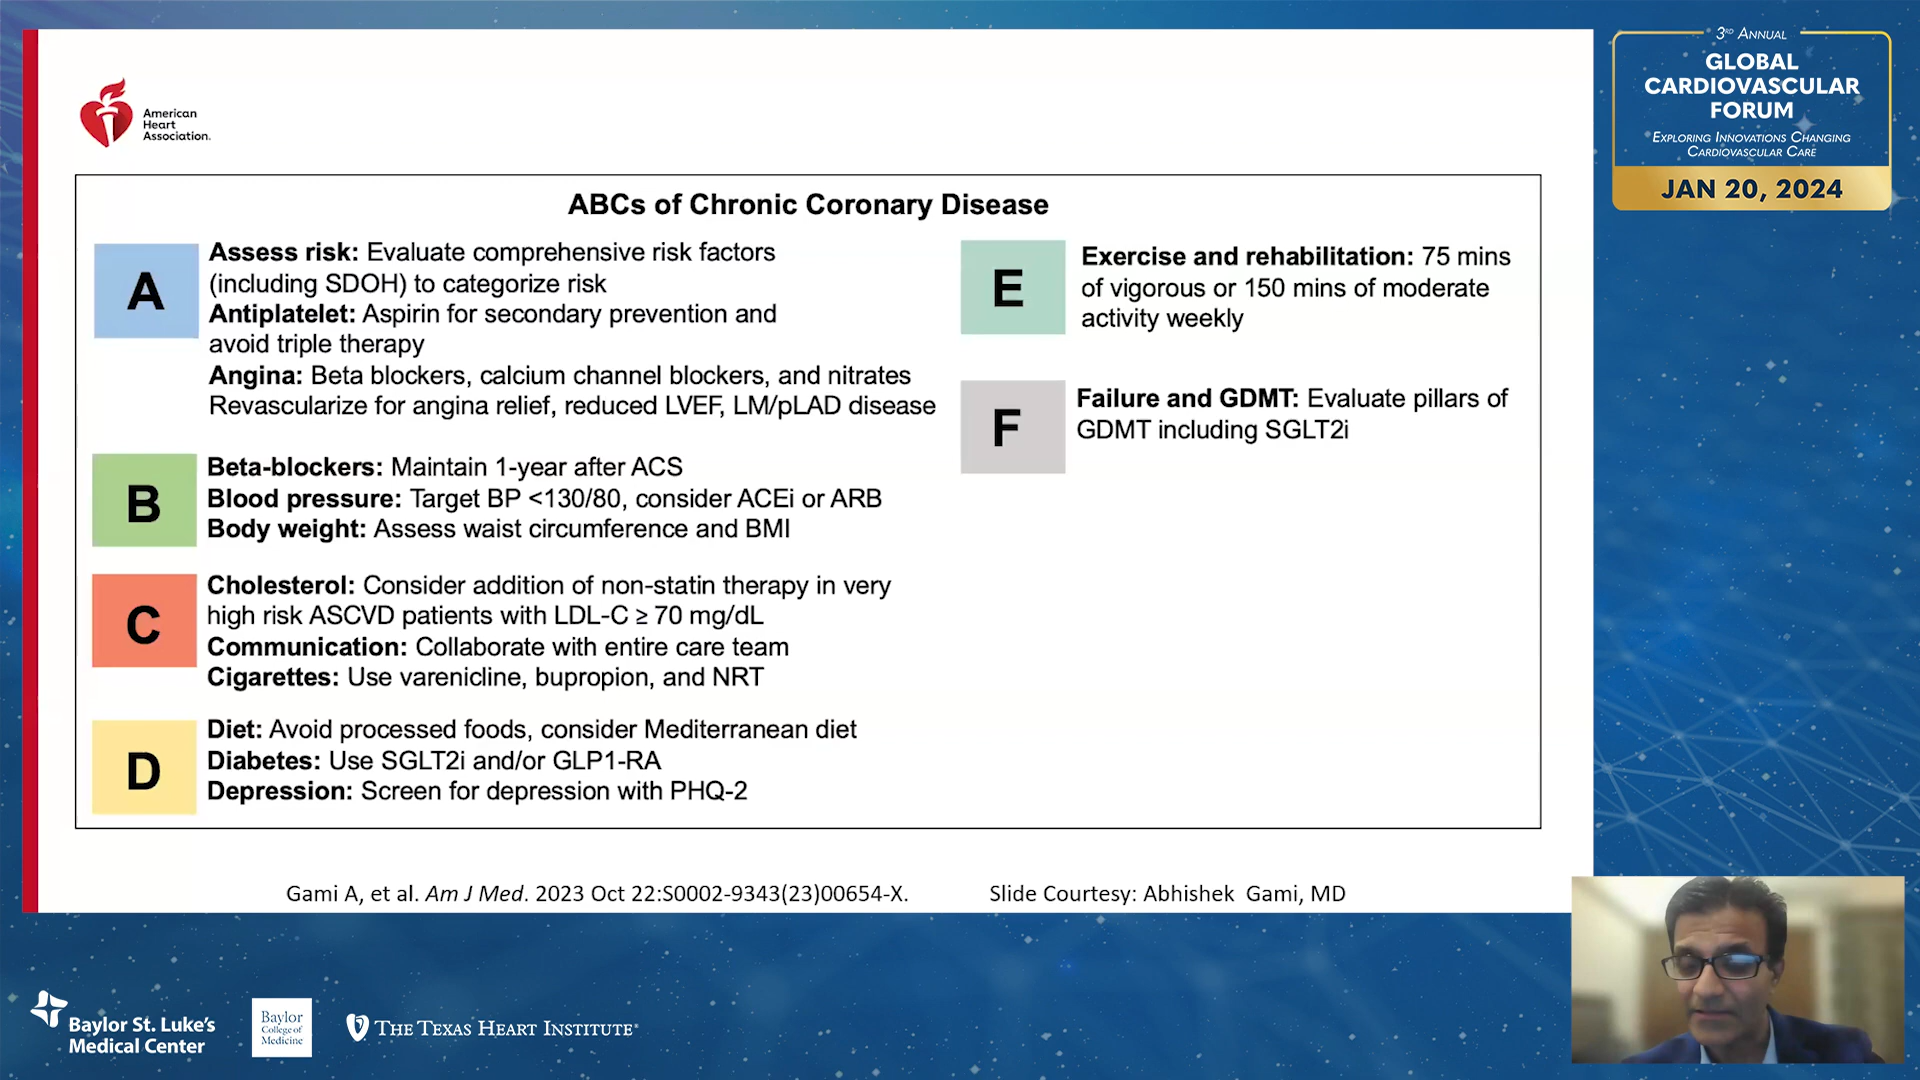 American
Heart
Association.
ABCs of Chronic Coronary Disease
A
Assess risk: Evaluate comprehensive risk factors
(including SDOH) to categorize risk
Antiplatelet: Aspirin for secondary prevention and
avoid triple therapy
Angina: Beta blockers, calcium channel blockers, and nitrates
Revascularize for angina relief, reduced LVEF, LM/pLAD disease
B
Beta-blockers: Maintain 1-year after ACS
Blood pressure: Target BP <130/80, consider ACEi or ARB
Body weight: Assess waist circumference and BMI
C
Cholesterol: Consider addition of non-statin therapy in very
high risk ASCVD patients with LDL-C ≥ 70 mg/dL
Communication: Collaborate with entire care team
Cigarettes: Use varenicline, bupropion, and NRT
D
Diet: Avoid processed foods, consider Mediterranean diet
Diabetes: Use SGLT2i and/or GLP1-RA
Depression: Screen for depression with PHQ-2
E
Exercise and rehabilitation: 75 mins
of vigorous or 150 mins of moderate
activity weekly
F
Failure and GDMT: Evaluate pillars of
GDMT including SGLT2i
Gami A, et al. Am J Med. 2023 Oct 22:S0002-9343(23)00654-X.
Slide Courtesy: Abhishek Gami, MD
3RD ANNUAL
GLOBAL
CARDIOVASCULAR
FORUM
EXPLORING INNOVATIONS CHANGING
CARDIOVASCULAR CARE
JAN 20, 2024
Baylor St. Luke's
Medical Center
Baylor
College of
Medicine
THE TEXAS HEART INSTITUTE®